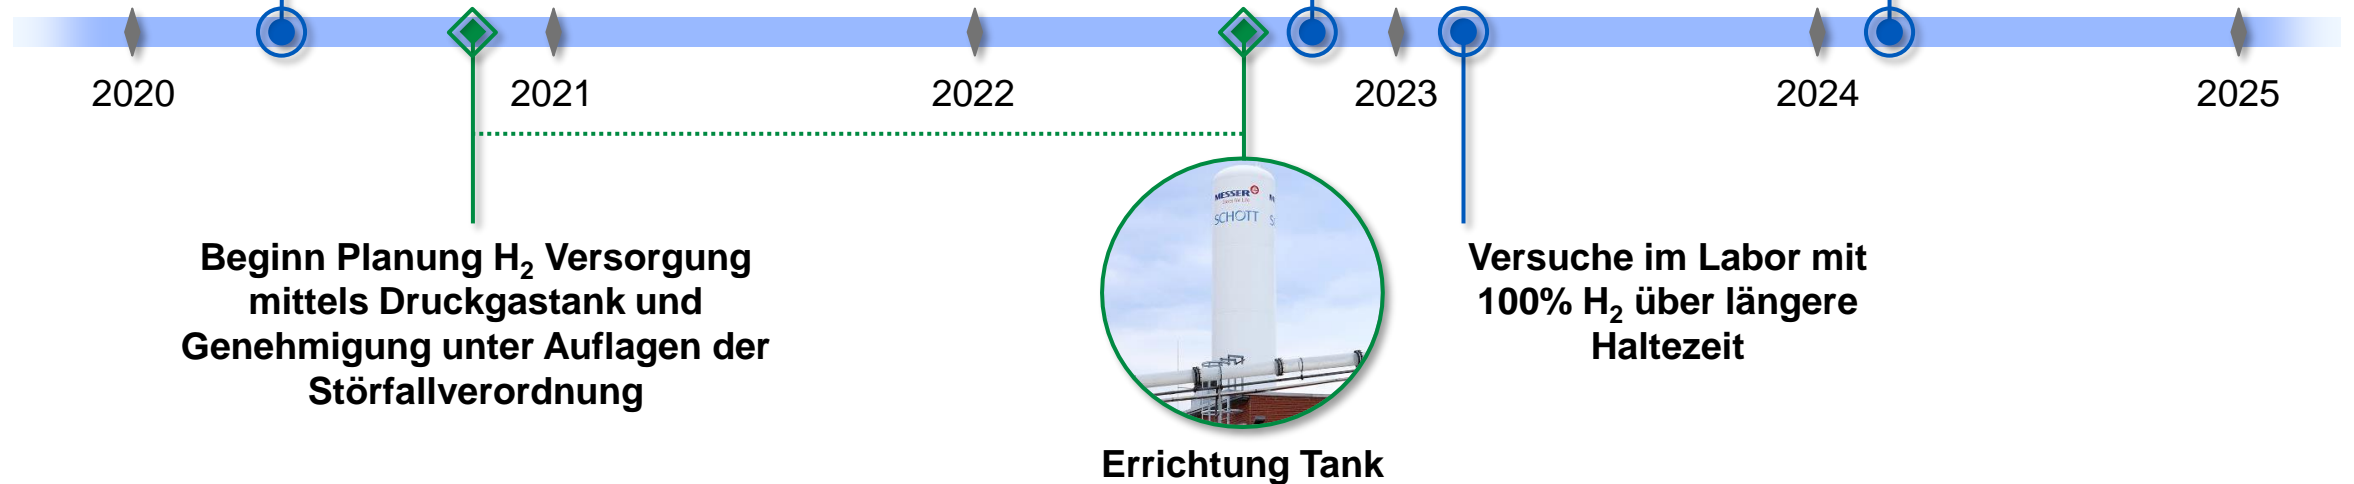 2020
2021
2022
2023
2024
2025
MESSER
SCHOTT
Beginn Planung H₂ Versorgung
mittels Druckgastank und
Genehmigung unter Auflagen der
Störfallverordnung
Versuche im Labor mit
100% H₂ über längere
Haltezeit
Errichtung Tank